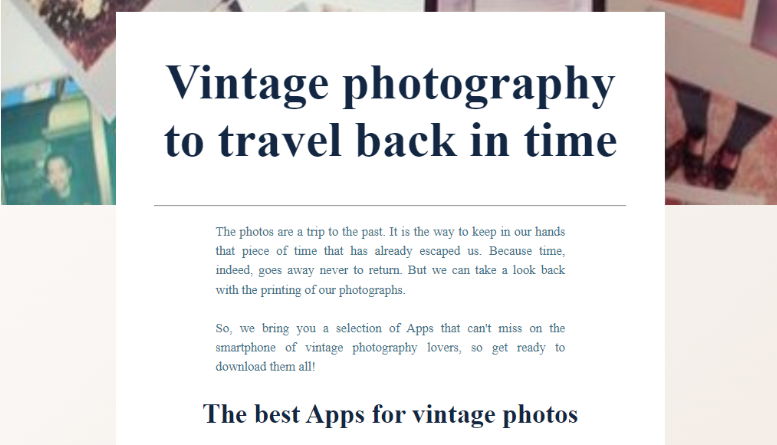 Vintage photography
to travel back in time
The photos are a trip to the past. It is the way to keep in our hands
that piece of time that has already escaped us. Because time,
indeed, goes away never to return. But we can take a look back
with the printing of our photographs.
So, we bring you a selection of Apps that can't miss on the
smartphone of vintage photography lovers, so get ready to
download them all!
The best Apps for vintage photos